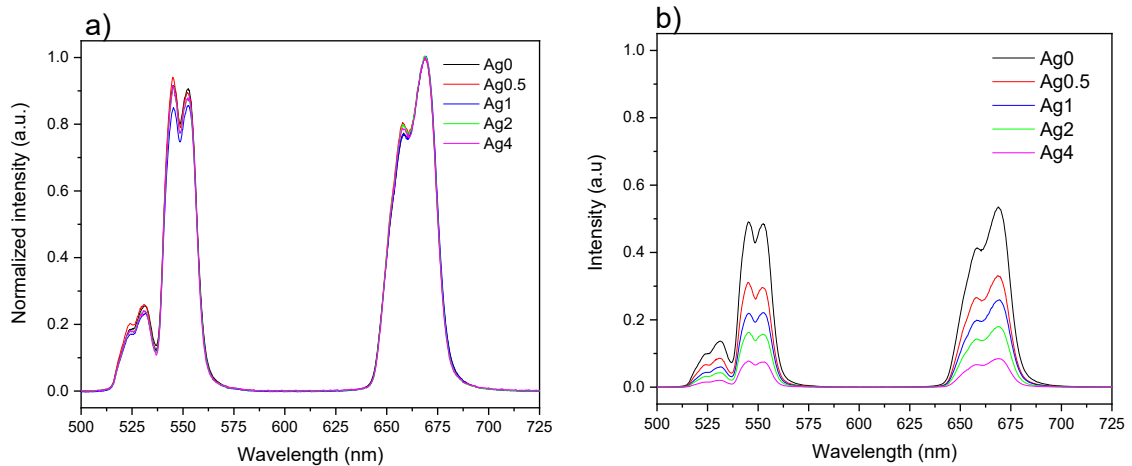 a)
1.0
0.8
0.6
0.4
0.2
0.0
Normalized intensity (a.u.)
Ag0
Ag0.5
Ag1
Ag2
Ag4
500 525 550 575 600 625 650 675 700 725
Wavelength (nm)
b)
1.0
0.8
0.6
0.4
0.2
0.0
Intensity (a.u)
Ag0
Ag0.5
Ag1
Ag2
Ag4
500 525 550 575 600 625 650 675 700 725
Wavelength (nm)